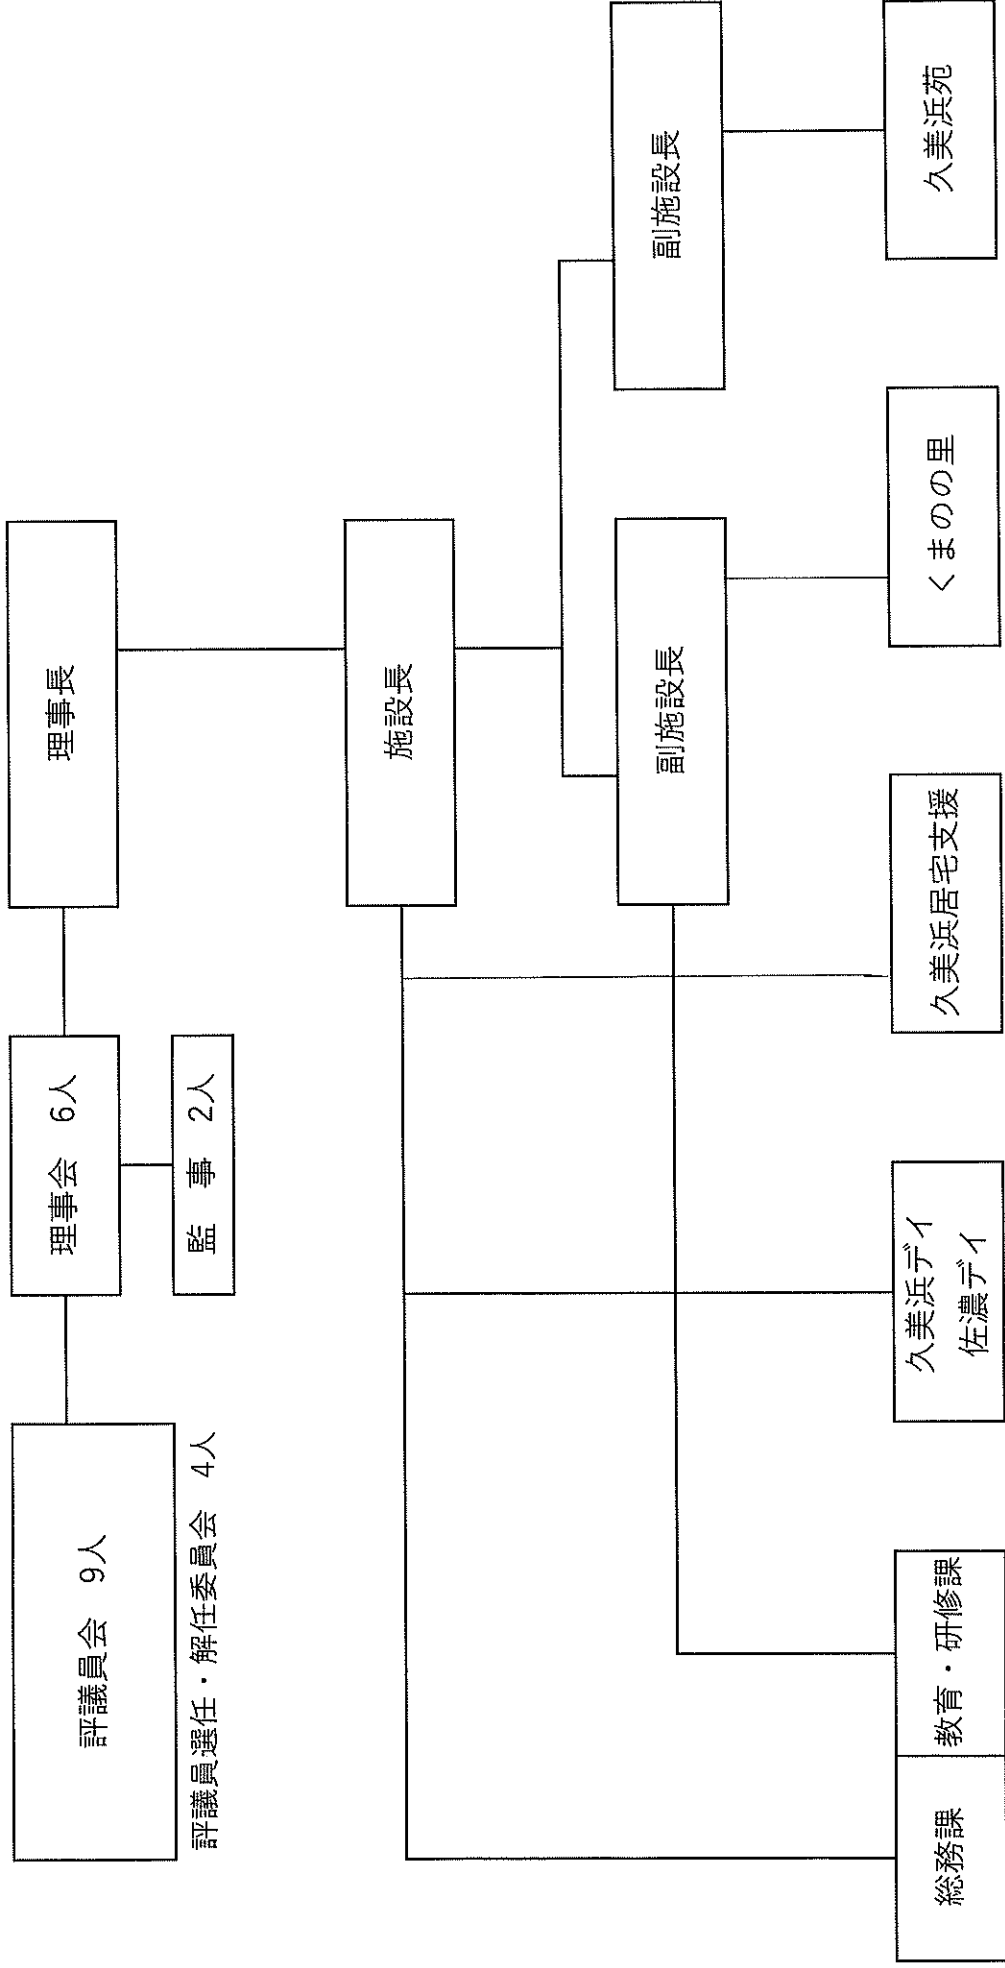 評議員会　9人
理事会　6人
理事長
評議員選任・解任委員会　4人
監　事　2人
施設長
副施設長
副施設長
総務課
教育・研修課
久美浜デイ
佐濃デイ
久美浜居宅支援
くまのの里
久美浜苑